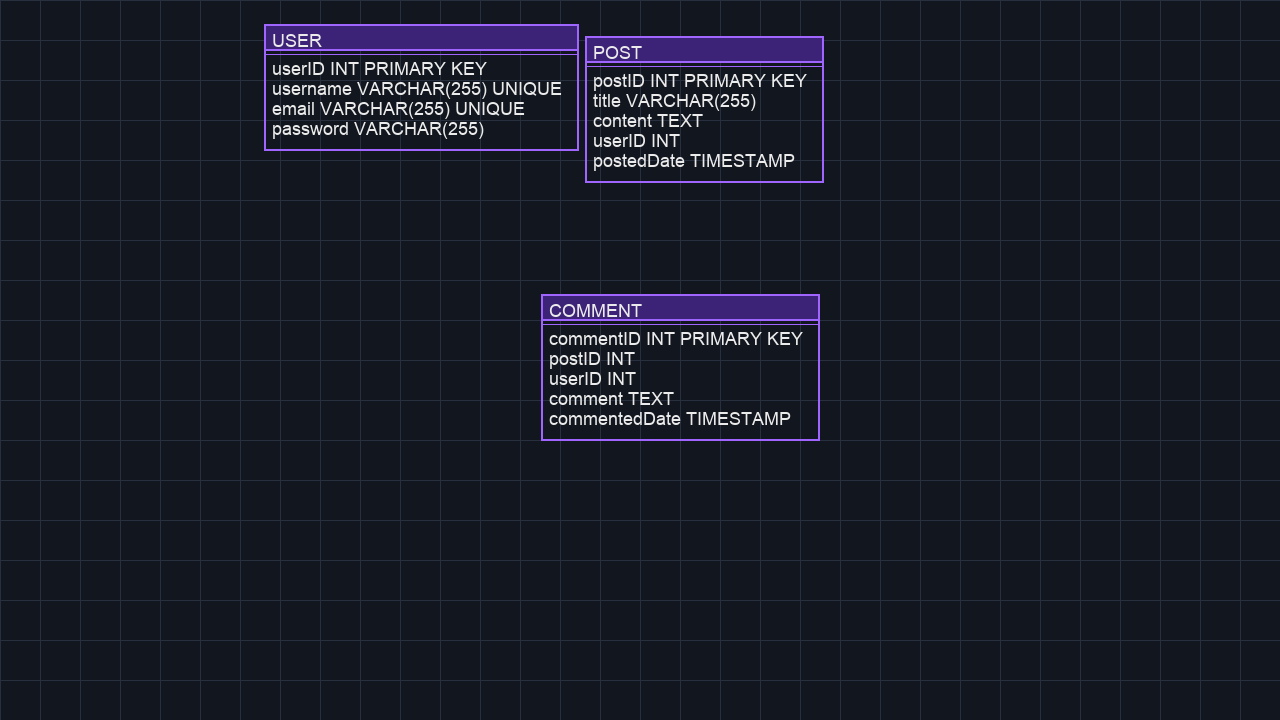 USER
userID INT PRIMARY KEY
username VARCHAR(255) UNIQUE
email VARCHAR(255) UNIQUE
password VARCHAR(255)
POST
postID INT PRIMARY KEY
title VARCHAR(255)
content TEXT
userID INT
postedDate TIMESTAMP
COMMENT
commentID INT PRIMARY KEY
postID INT
userID INT
comment TEXT
commentedDate TIMESTAMP